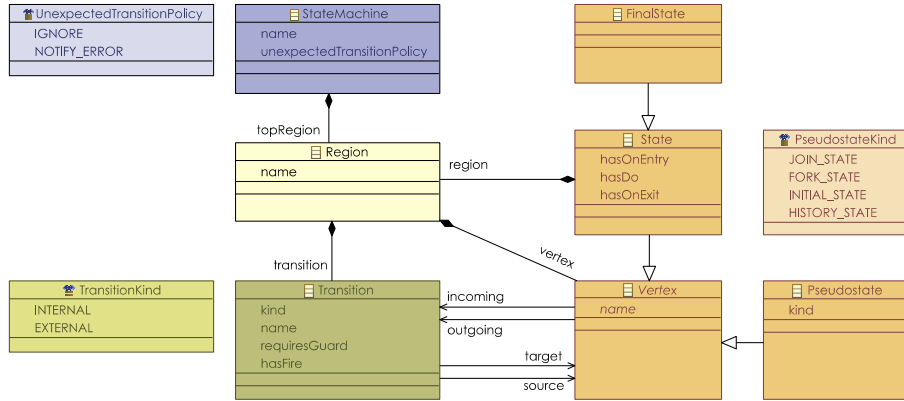 UnexpectedTransitionPolicy
IGNORE
NOTIFY_ERROR
StateMachine
name
unexpectedTransitionPolicy
FinalState
topRegion
Region
name
region
State
hasOnEntry
hasDo
hasOnExit
PseudostateKind
JOIN_STATE
FORK_STATE
INITIAL_STATE
HISTORY_STATE
transition
vertex
TransitionKind
INTERNAL
EXTERNAL
Transition
kind
name
requiresGuard
hasFire
incoming
outgoing
target
source
Vertex
name
Pseudostate
kind